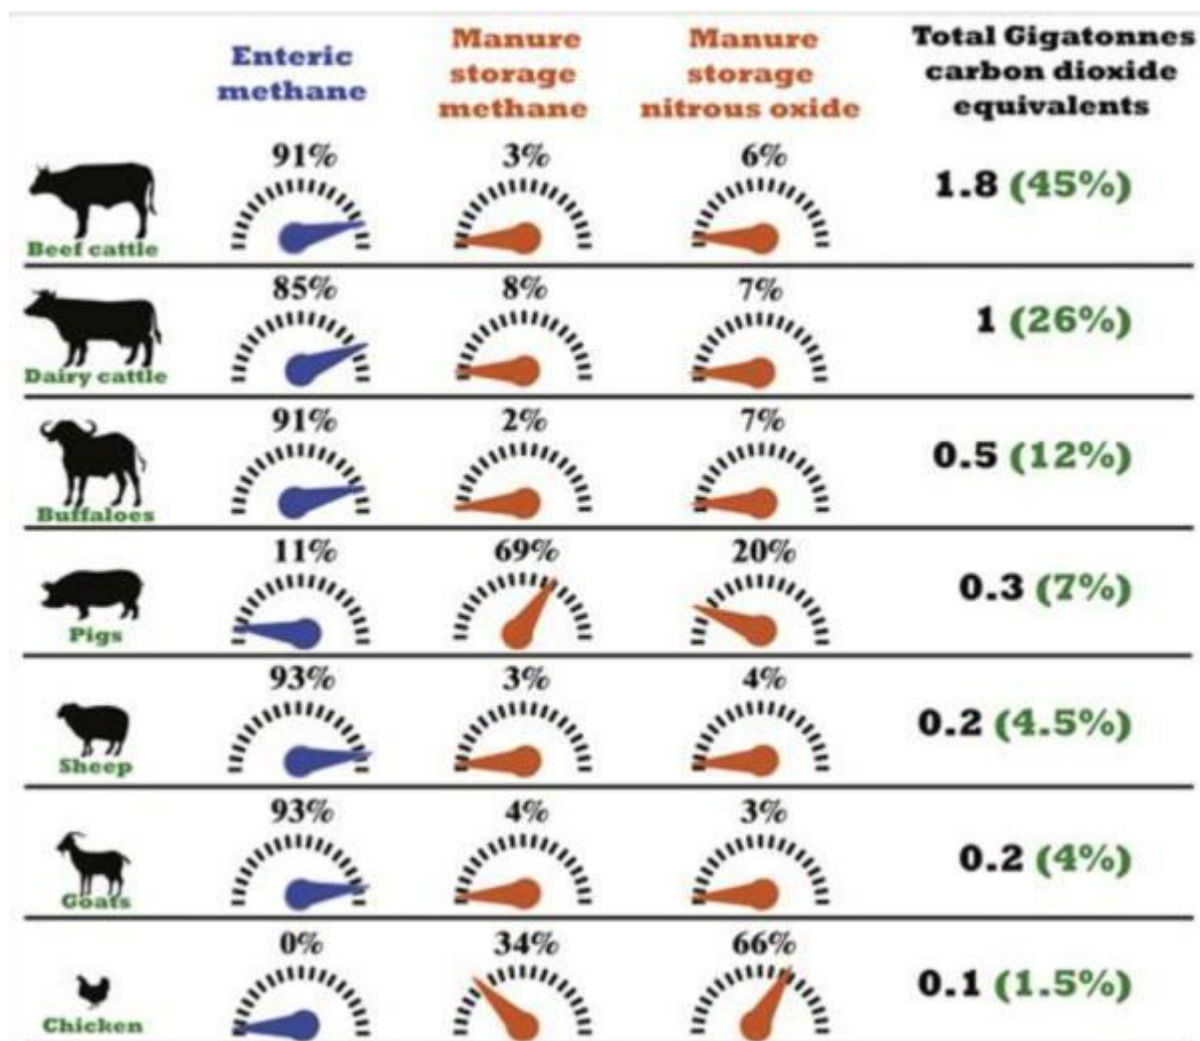 Enteric methane
Manure storage methane
Manure storage nitrous oxide
Total Gigatonnes carbon dioxide equivalents
91% 3% 6% 1.8 (45%)
Beef cattle
85% 8% 7% 1 (26%)
Dairy cattle
91% 2% 7% 0.5 (12%)
Buffaloes
11% 69% 20% 0.3 (7%)
Pigs
93% 3% 4% 0.2 (4.5%)
Sheep
93% 4% 3% 0.2 (4%)
Goats
0% 34% 66% 0.1 (1.5%)
Chicken